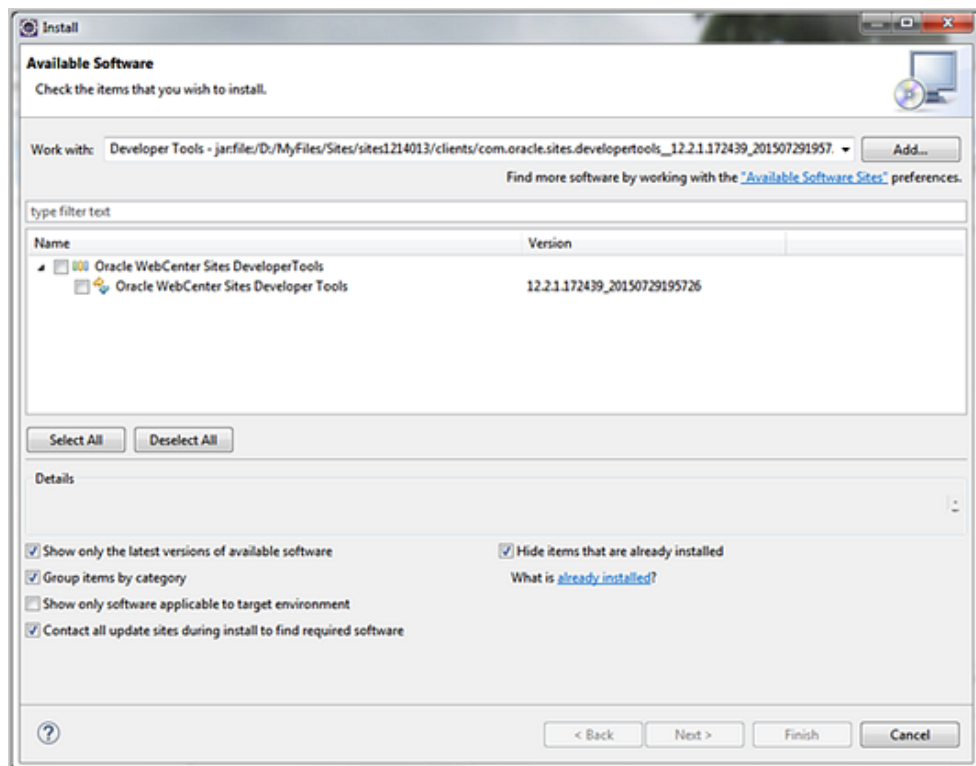 Install
Available Software
Check the items that you wish to install.
Work with: Developer Tools - jar:file:/D:/MyFiles/Sites/sites1214013/clients/com.oracle.sites.developertools__12.2.1.172439_201507291957. Add...
Find more software by working with the "Available Software Sites" preferences.
type filter text
Name Version
Oracle WebCenter Sites DeveloperTools
Oracle WebCenter Sites Developer Tools 12.2.1.172439_20150729195726
Select All Deselect All
Details
Show only the latest versions of available software Hide items that are already installed
Group items by category What is already installed?
Show only software applicable to target environment
Contact all update sites during install to find required software
? < Back Next > Finish Cancel